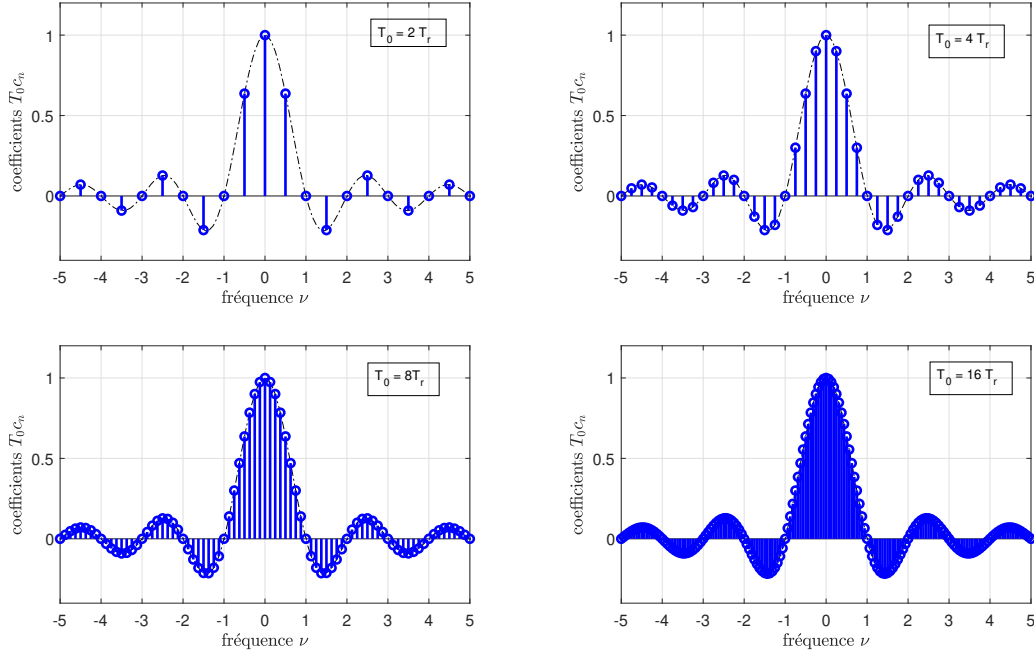 T₀ = 2 Tᵣ
1
0.5
0
coefficients T₀cₙ
-5 -4 -3 -2 -1 0 1 2 3 4 5
fréquence ν
T₀ = 4 Tᵣ
1
0.5
0
coefficients T₀cₙ
-5 -4 -3 -2 -1 0 1 2 3 4 5
fréquence ν
T₀ = 8Tᵣ
1
0.5
0
coefficients T₀cₙ
-5 -4 -3 -2 -1 0 1 2 3 4 5
fréquence ν
T₀ = 16 Tᵣ
1
0.5
0
coefficients T₀cₙ
-5 -4 -3 -2 -1 0 1 2 3 4 5
fréquence ν